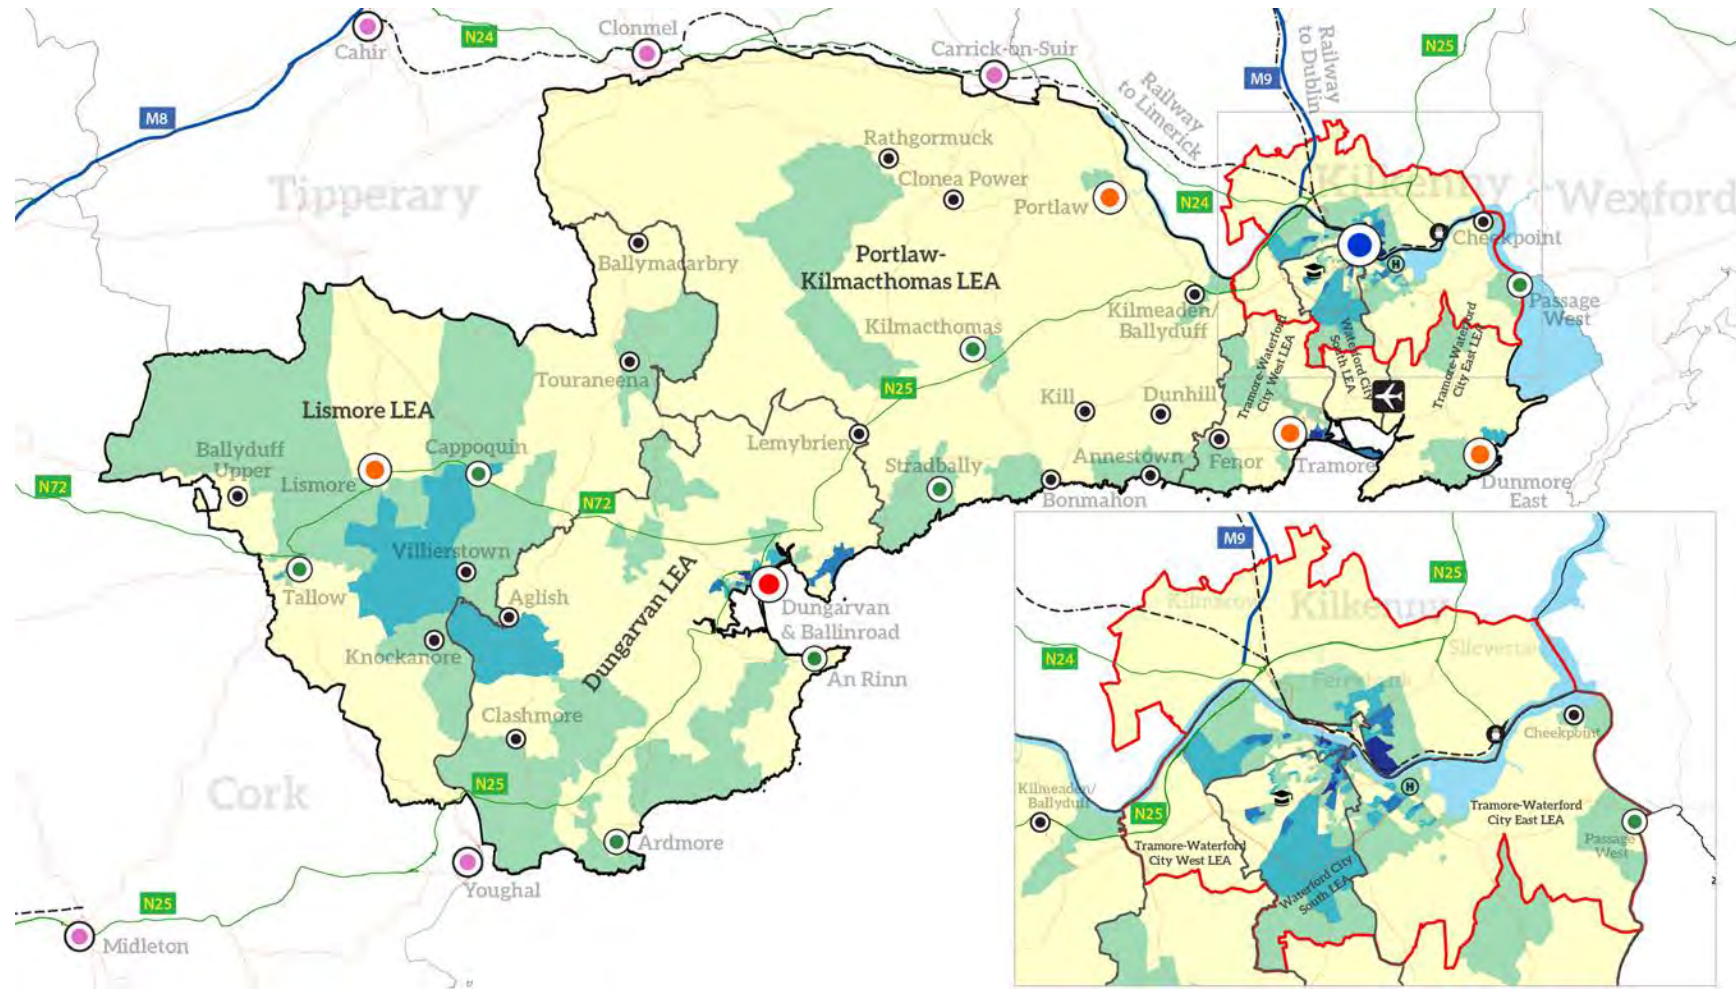 Cahir
N24
Clonmel
Carrick-on-Suir
M9
Railway
to Dublin
N25
M8
Railway
to Limerick
Tipperary
Rathgormuck
Clonea Power
Portlaw
N24
Kilkenny
Wexford
Cheekpoint
H
Ballymacarbry
Portlaw-
Kilmacthomas LEA
Kilmeaden/
Ballyduff
Passage
West
Kilmacthomas
Touraneena
N25
Tramore-Waterford
City West LEA
Waterford City
South LEA
Tramore-Waterford
City East LEA
Lismore LEA
Kill
Dunhill
Lemybrien
Ballyduff
Upper
Cappoquin
Lismore
Stradbally
Annestown
Fenor
Tramore
Bonmahon
Dunmore
East
N72
N72
Villierstown
Tallow
Aglish
Dungarvan LEA
Dungarvan
& Ballinroad
Knockanore
An Rinn
Clashmore
N25
Cork
Ardmore
Youghal
N25
Midleton
M9
N25
Kilkenny
N24
Slieverue
Ferrybank
Cheekpoint
H
Kilmeaden/
Ballyduff
N25
Tramore-Waterford
City West LEA
Tramore-Waterford
City East LEA
Passage
West
Waterford City
South LEA